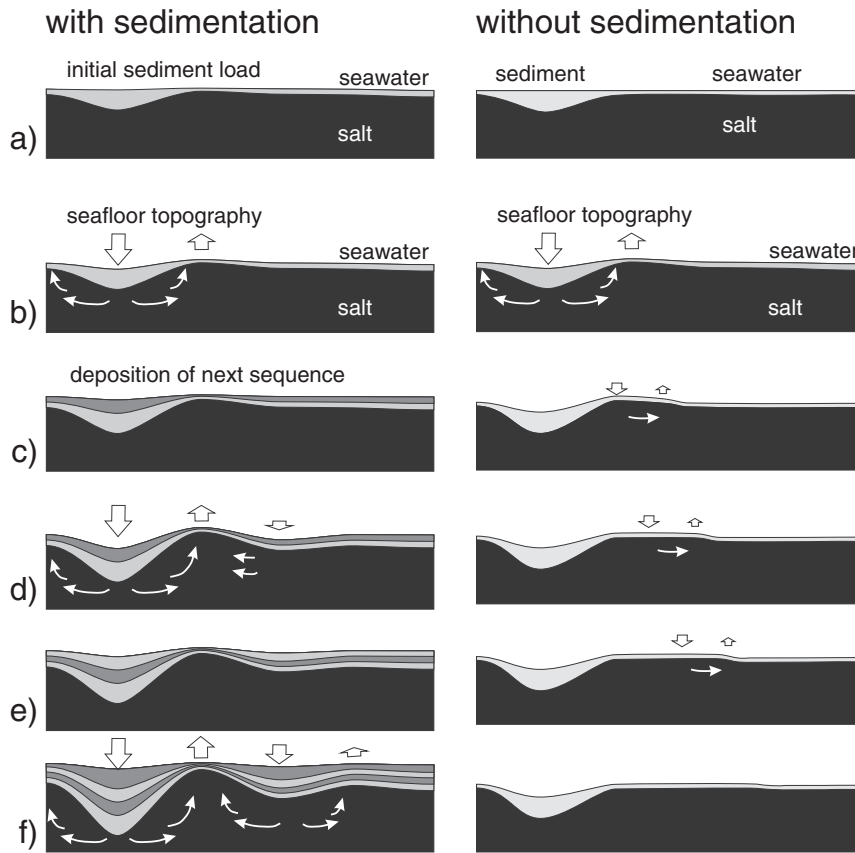 with sedimentation
without sedimentation
initial sediment load
seawater
salt
sediment
seawater
salt
a)
seafloor topography
seawater
salt
seafloor topography
seawater
salt
b)
deposition of next sequence
c)
d)
e)
f)